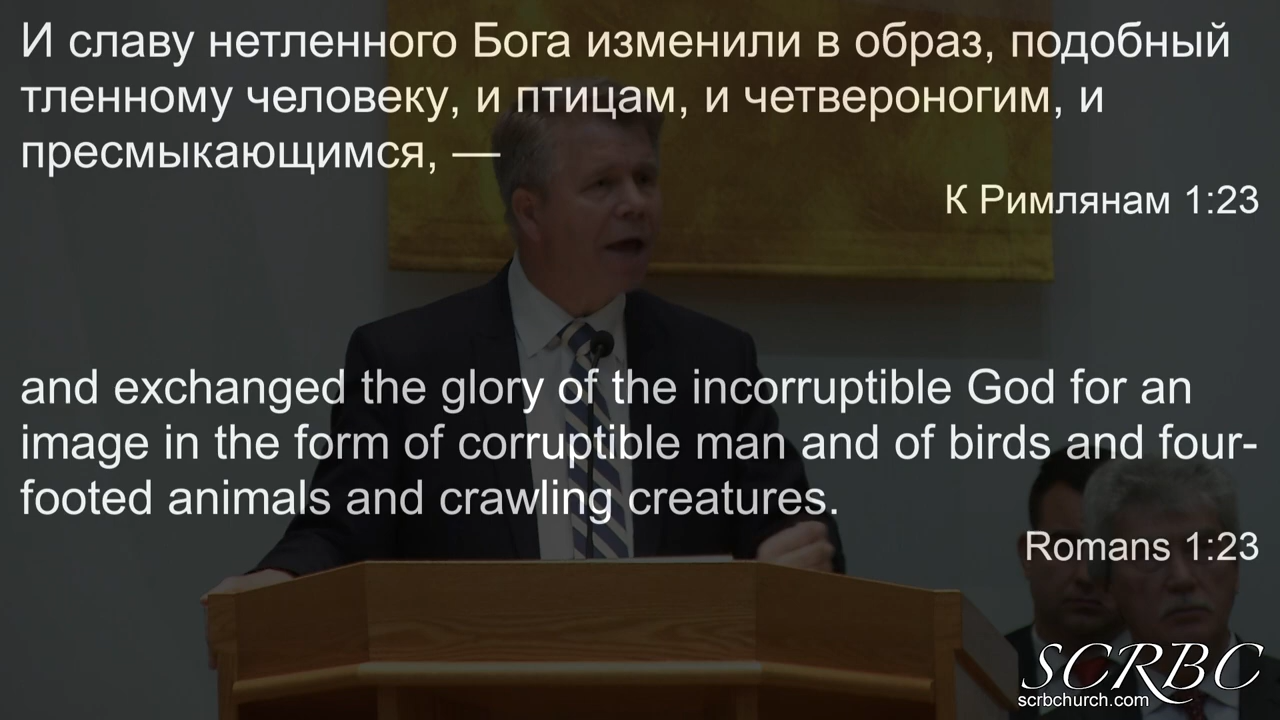 И славу нетленного Бога изменили в образ, подобный
тленному человеку, и птицам, и четвероногим, и
пресмыкающимся, —
К Римлянам 1:23
and exchanged the glory of the incorruptible God for an
image in the form of corruptible man and of birds and four-
footed animals and crawling creatures.
Romans 1:23
SCRBC
scrbchurch.com